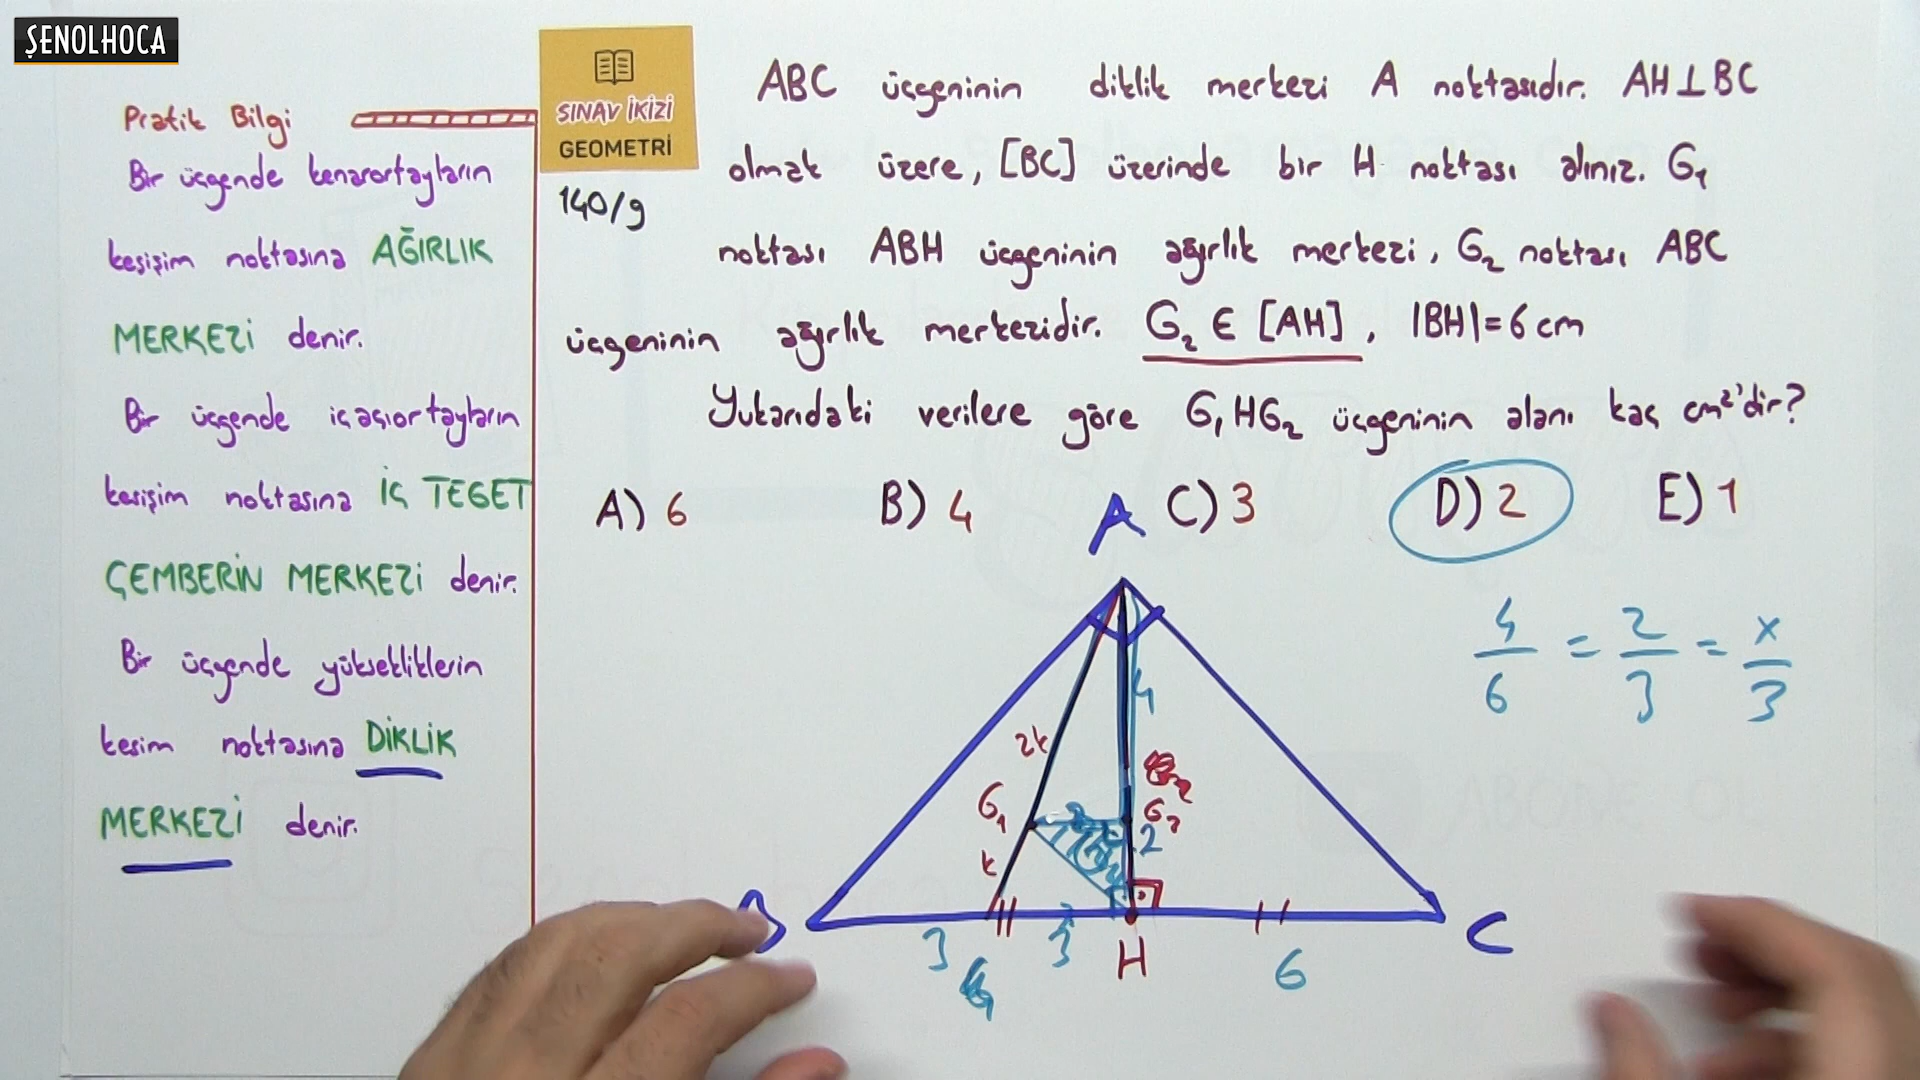 ŞENOLHOCA
Pratik Bilgi
Bir üçgende kenarortayların
kesişim noktasına AĞIRLIK
MERKEZİ denir.
Bir üçgende iç açıortayların
kesişim noktasına İÇ TEĞET
ÇEMBERİN MERKEZİ denir.
Bir üçgende yüksekliklerin
kesim noktasına DİKLİK
MERKEZİ denir.
SINAV İKİZİ
GEOMETRİ
140/9
ABC üçgeninin diklik merkezi A noktasıdır. AH⊥BC
olmak üzere, [BC] üzerinde bir H noktası alınız. G₁
noktası ABH üçgeninin ağırlık merkezi, G₂ noktası ABC
üçgeninin ağırlık merkezidir. G₂ ∈ [AH], |BH|=6 cm
Yukarıdaki verilere göre G₁HG₂ üçgeninin alanı kaç cm²'dir?
A) 6 B) 4 C) 3 D) 2 E) 1
A
4/6 = 2/3 = x/3
4
2k
G₁
G₂
2
2
k
C
3
3
H
6